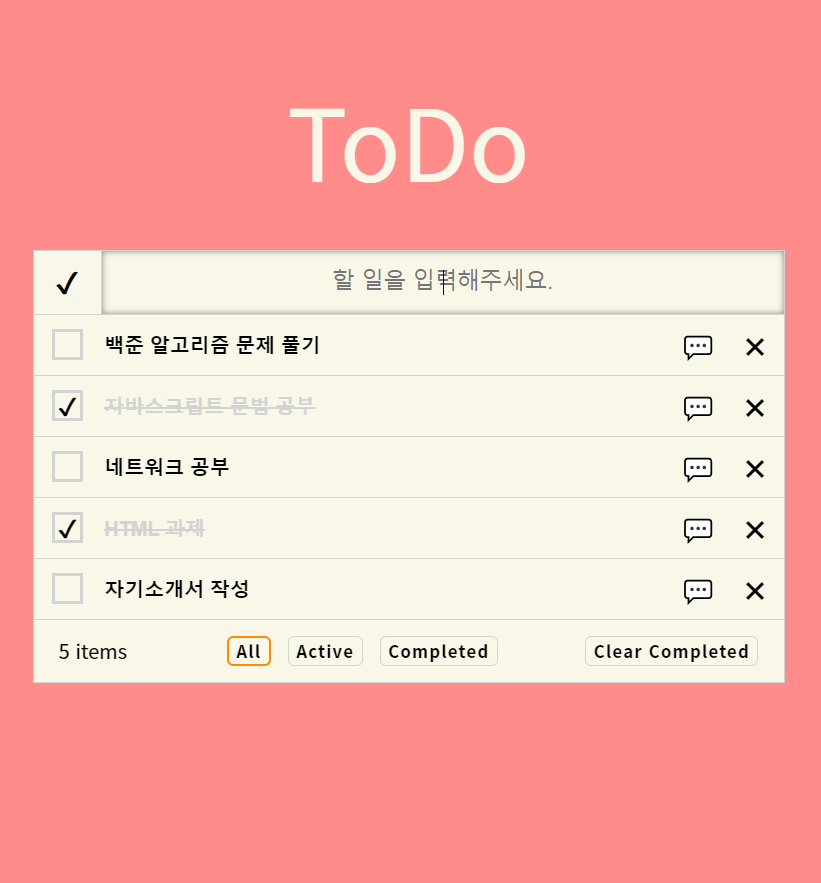 ToDo
할 일을 입력해주세요.
백준 알고리즘 문제 풀기
자바스크립트 문법 공부
네트워크 공부
HTML 과제
자기소개서 작성
5 items All Active Completed Clear Completed